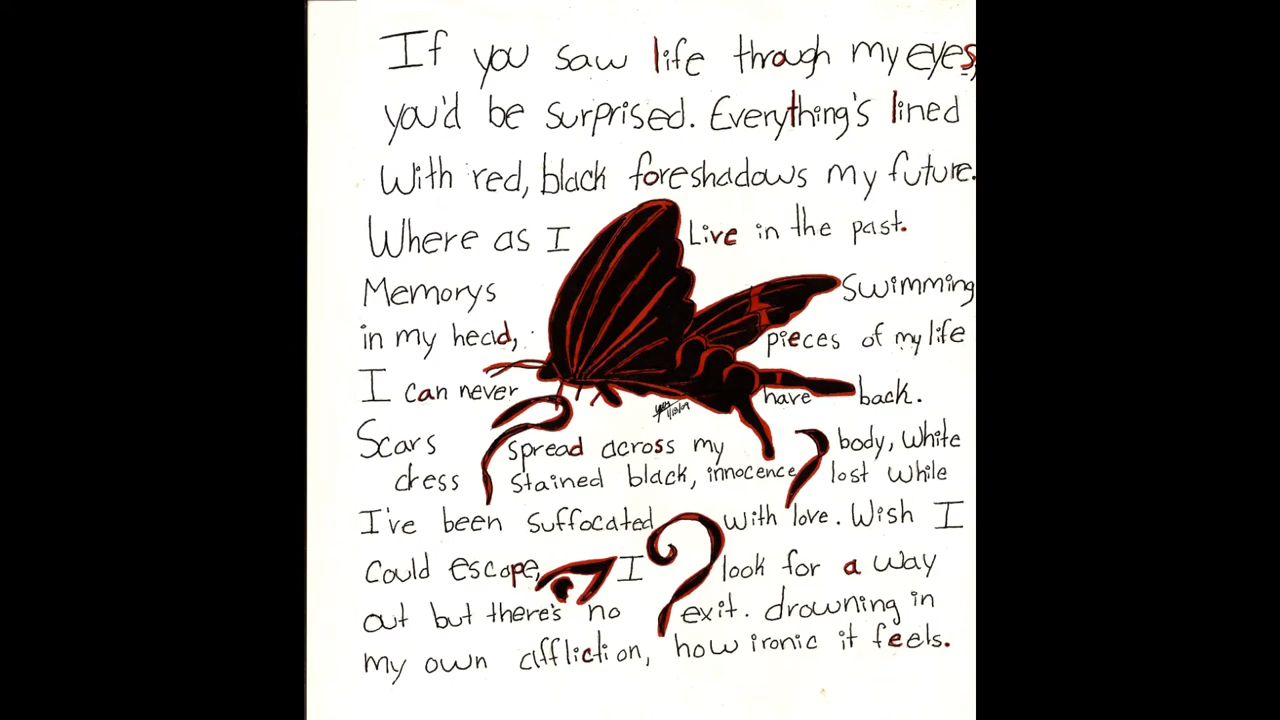 If you saw life through my eyes,
you'd be surprised. Everything's lined
With red, black foreshadows my future.
Where as I Live in the past.
Memorys Swimming
in my head, pieces of my life
I can never have back.
Scars spread across my body, White
dress stained black, innocence lost while
I've been suffocated with love. Wish I
could escape, I look for a way
out but there's no exit. drowning in
my own affliction, how ironic it feels.
1/13/09